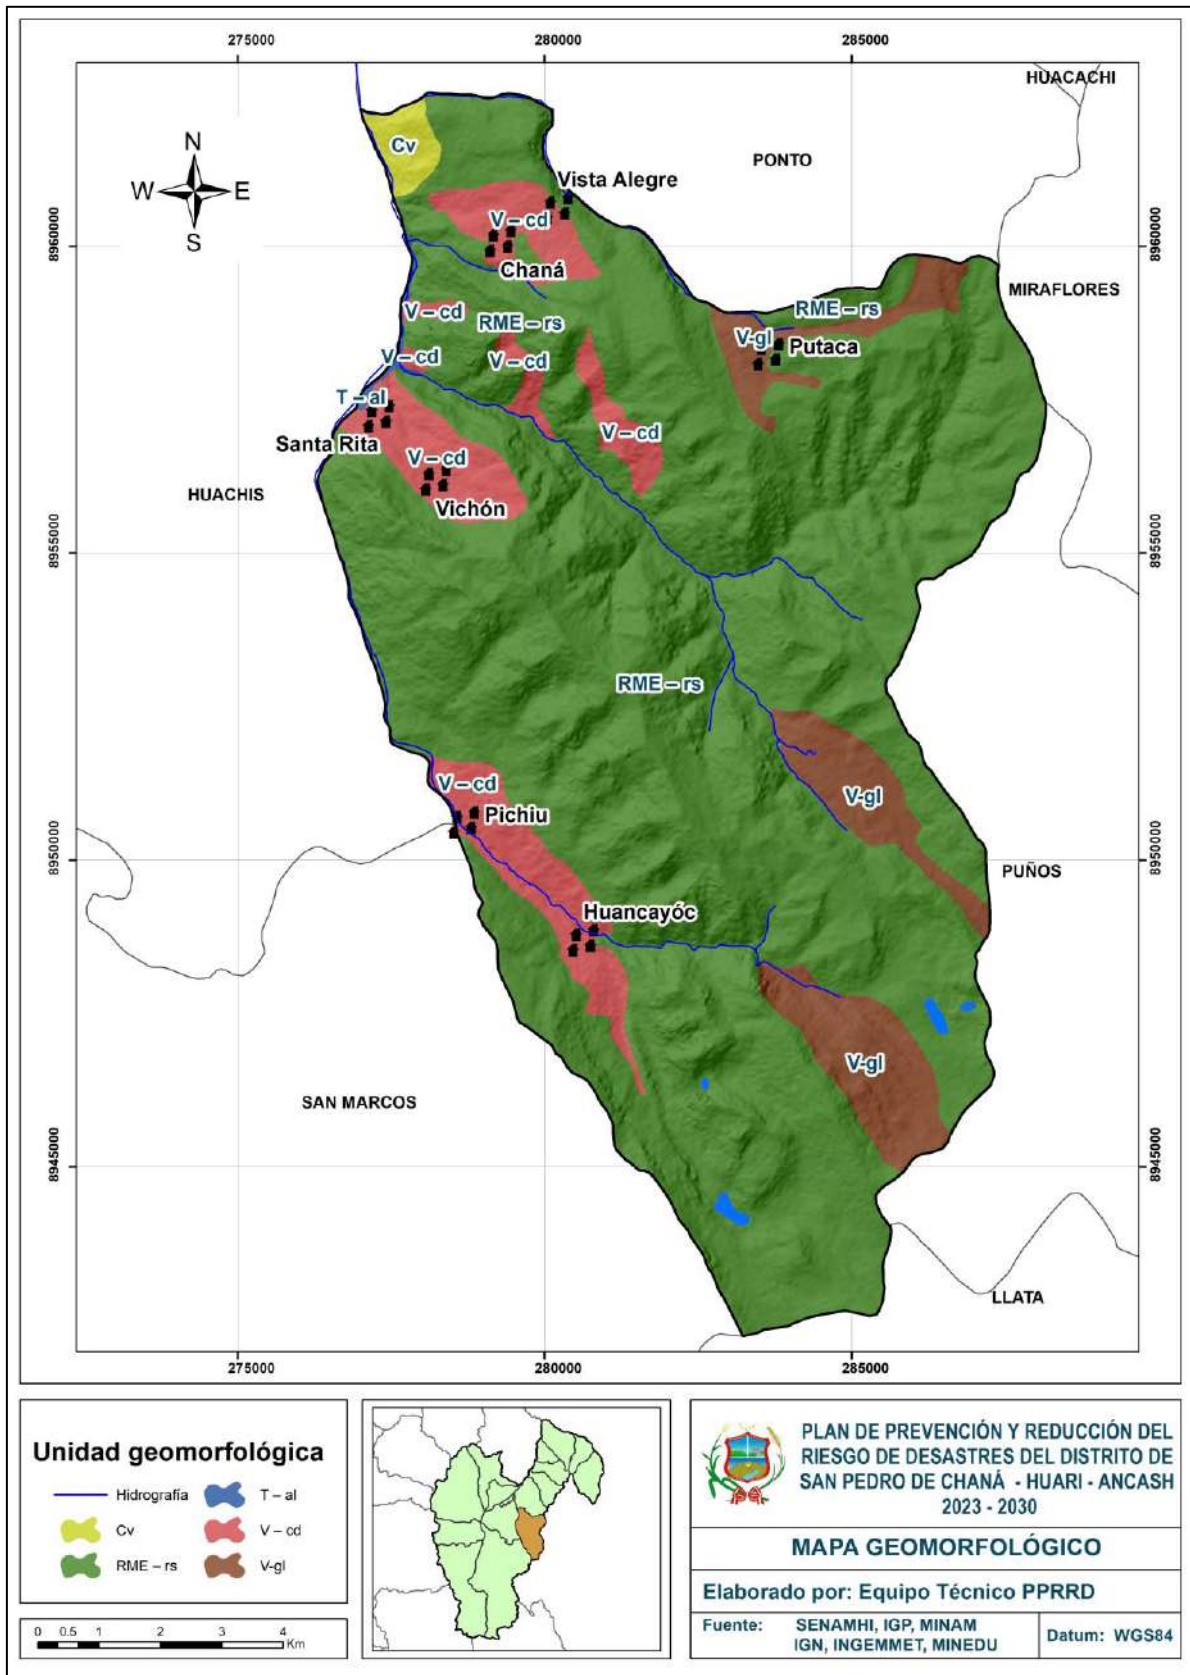 275000 280000 285000
HUACACHI
Cv
PONTO
N
W E
S
Vista Alegre
V – cd
8960000 8960000
Chaná
MIRAFLORES
V – cd
RME – rs
RME – rs
V-gl
Putaca
V – cd
V – cd
T – al
V – cd
Santa Rita
V – cd
HUACHIS
Vichón
8955000 8955000
RME – rs
V – cd
V-gl
Pichiu
8950000 8950000
PUÑOS
Huancayóc
V-gl
SAN MARCOS
8945000 8945000
LLATA
275000 280000 285000
Unidad geomorfológica
Hidrografía
T – al
Cv
V – cd
RME – rs
V-gl
0 0.5 1 2 3 4
Km
PLAN DE PREVENCIÓN Y REDUCCIÓN DEL
RIESGO DE DESASTRES DEL DISTRITO DE
SAN PEDRO DE CHANÁ - HUARI - ANCASH
2023 - 2030
MAPA GEOMORFOLÓGICO
Elaborado por: Equipo Técnico PPRRD
Fuente: SENAMHI, IGP, MINAM
IGN, INGEMMET, MINEDU
Datum: WGS84